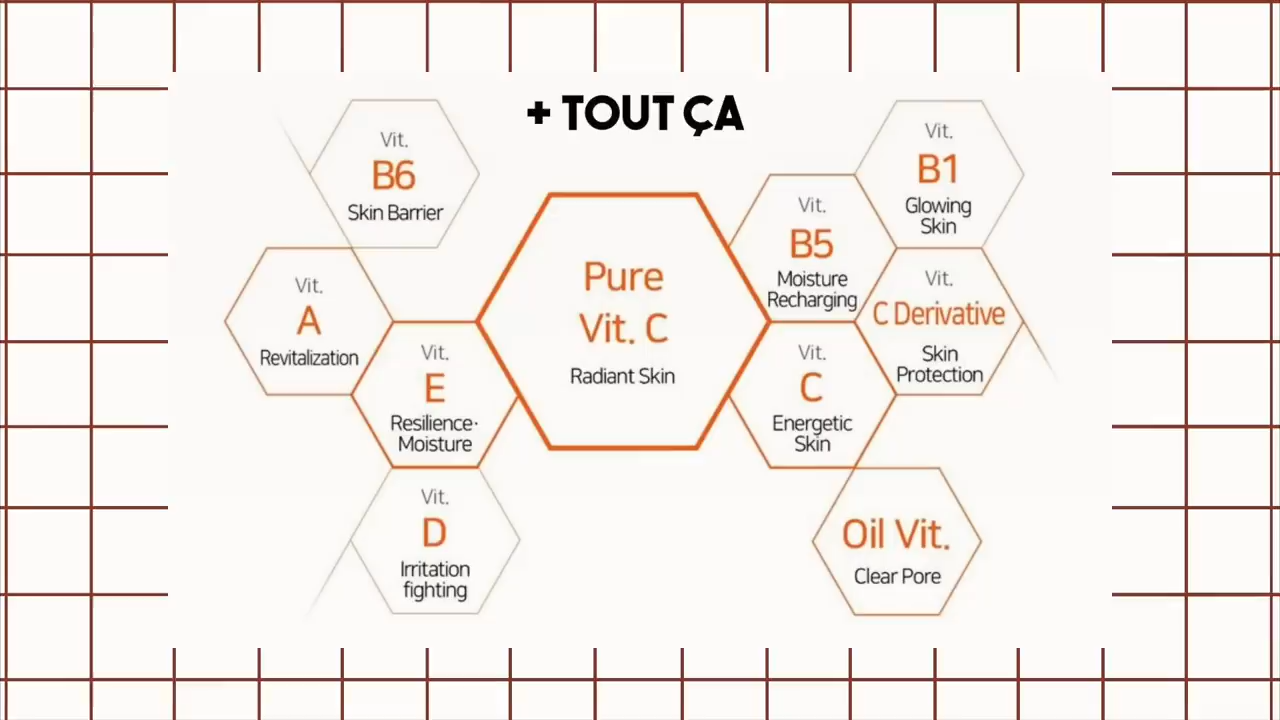 + TOUT ÇA
Vit.
B6
Skin Barrier
Vit.
A
Revitalization
Vit.
E
Resilience·
Moisture
Vit.
D
Irritation
fighting
Pure
Vit. C
Radiant Skin
Vit.
B5
Moisture
Recharging
Vit.
B1
Glowing
Skin
Vit.
C Derivative
Skin
Protection
Vit.
C
Energetic
Skin
Oil Vit.
Clear Pore